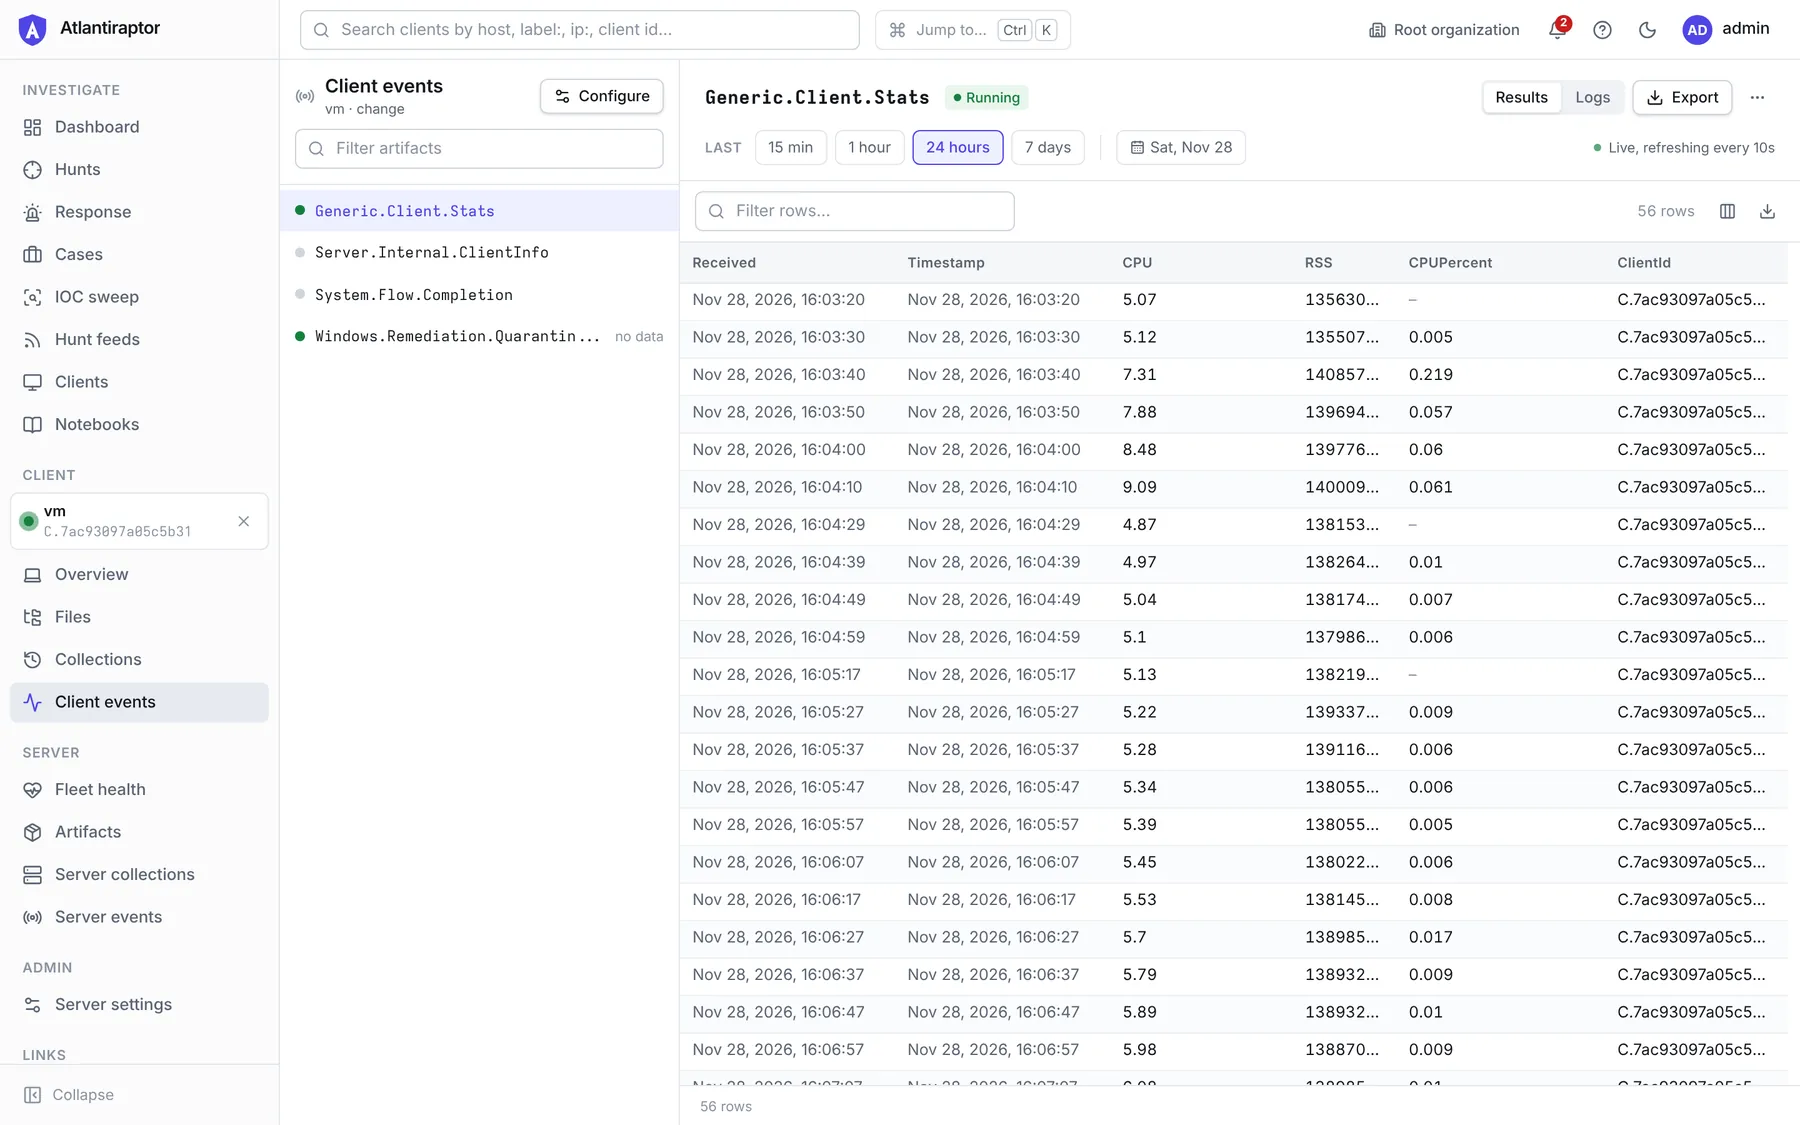 Atlantiraptor
Search clients by host, label:, ip:, client id...
Jump to... Ctrl K
Root organization
2
AD admin
INVESTIGATE
Dashboard
Hunts
Response
Cases
IOC sweep
Hunt feeds
Clients
Notebooks
CLIENT
vm
C.7ac93097a05c5b31
Overview
Files
Collections
Client events
SERVER
Fleet health
Artifacts
Server collections
Server events
ADMIN
Server settings
LINKS
Collapse
Client events
vm · change
Configure
Filter artifacts
Generic.Client.Stats
Server.Internal.ClientInfo
System.Flow.Completion
Windows.Remediation.Quarantin... no data
Generic.Client.Stats Running
Results Logs Export
LAST 15 min 1 hour 24 hours 7 days Sat, Nov 28
Live, refreshing every 10s
Filter rows...
56 rows
Received Timestamp CPU RSS CPUPercent ClientId
Nov 28, 2026, 16:03:20 Nov 28, 2026, 16:03:20 5.07 135630... – C.7ac93097a05c5...
Nov 28, 2026, 16:03:30 Nov 28, 2026, 16:03:30 5.12 135507... 0.005 C.7ac93097a05c5...
Nov 28, 2026, 16:03:40 Nov 28, 2026, 16:03:40 7.31 140857... 0.219 C.7ac93097a05c5...
Nov 28, 2026, 16:03:50 Nov 28, 2026, 16:03:50 7.88 139694... 0.057 C.7ac93097a05c5...
Nov 28, 2026, 16:04:00 Nov 28, 2026, 16:04:00 8.48 139776... 0.06 C.7ac93097a05c5...
Nov 28, 2026, 16:04:10 Nov 28, 2026, 16:04:10 9.09 140009... 0.061 C.7ac93097a05c5...
Nov 28, 2026, 16:04:29 Nov 28, 2026, 16:04:29 4.87 138153... – C.7ac93097a05c5...
Nov 28, 2026, 16:04:39 Nov 28, 2026, 16:04:39 4.97 138264... 0.01 C.7ac93097a05c5...
Nov 28, 2026, 16:04:49 Nov 28, 2026, 16:04:49 5.04 138174... 0.007 C.7ac93097a05c5...
Nov 28, 2026, 16:04:59 Nov 28, 2026, 16:04:59 5.1 137986... 0.006 C.7ac93097a05c5...
Nov 28, 2026, 16:05:17 Nov 28, 2026, 16:05:17 5.13 138219... – C.7ac93097a05c5...
Nov 28, 2026, 16:05:27 Nov 28, 2026, 16:05:27 5.22 139337... 0.009 C.7ac93097a05c5...
Nov 28, 2026, 16:05:37 Nov 28, 2026, 16:05:37 5.28 139116... 0.006 C.7ac93097a05c5...
Nov 28, 2026, 16:05:47 Nov 28, 2026, 16:05:47 5.34 138055... 0.006 C.7ac93097a05c5...
Nov 28, 2026, 16:05:57 Nov 28, 2026, 16:05:57 5.39 138055... 0.005 C.7ac93097a05c5...
Nov 28, 2026, 16:06:07 Nov 28, 2026, 16:06:07 5.45 138022... 0.006 C.7ac93097a05c5...
Nov 28, 2026, 16:06:17 Nov 28, 2026, 16:06:17 5.53 138145... 0.008 C.7ac93097a05c5...
Nov 28, 2026, 16:06:27 Nov 28, 2026, 16:06:27 5.7 138985... 0.017 C.7ac93097a05c5...
Nov 28, 2026, 16:06:37 Nov 28, 2026, 16:06:37 5.79 138932... 0.009 C.7ac93097a05c5...
Nov 28, 2026, 16:06:47 Nov 28, 2026, 16:06:47 5.89 138932... 0.01 C.7ac93097a05c5...
Nov 28, 2026, 16:06:57 Nov 28, 2026, 16:06:57 5.98 138870... 0.009 C.7ac93097a05c5...
56 rows